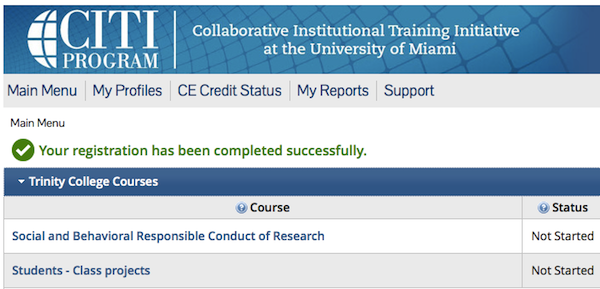 CITI
PROGRAM
Collaborative Institutional Training Initiative
at the University of Miami
Main Menu My Profiles CE Credit Status My Reports Support
Main Menu
Your registration has been completed successfully.
Trinity College Courses
? Course ? Status
Social and Behavioral Responsible Conduct of Research Not Started
Students - Class projects Not Started